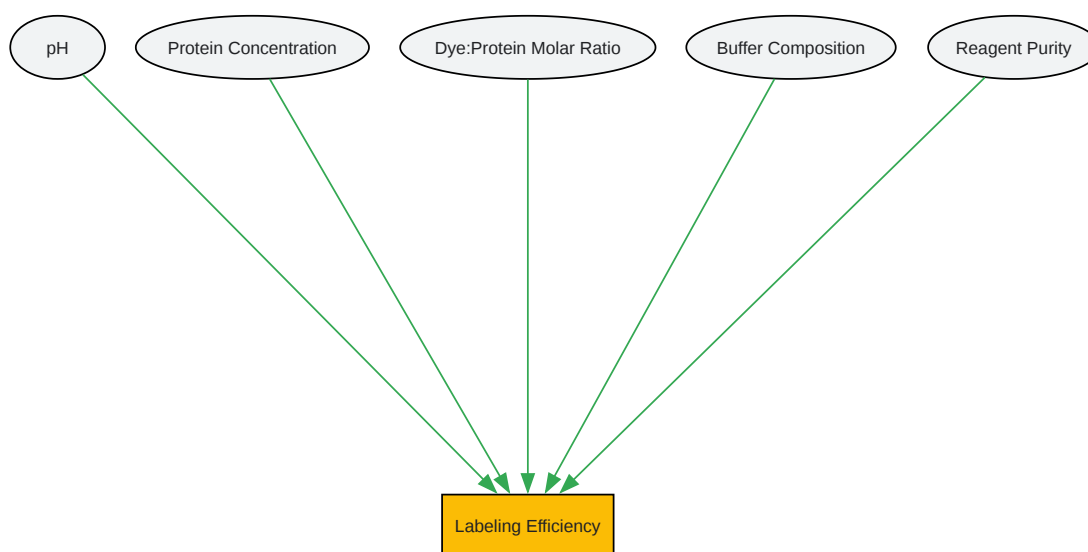 pH
Protein Concentration
Dye:Protein Molar Ratio
Buffer Composition
Reagent Purity
Labeling Efficiency